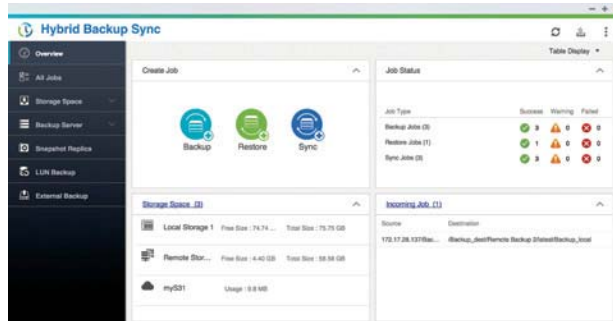 Hybrid Backup Sync
Overview
Table Display
All Jobs
Storage Space
Backup Server
Snapshot Replica
LUN Backup
External Backup
Create Job
Backup
Restore
Sync
Job Status
Job Type
Success Warning Failed
Backup Jobs (3) 3 0 0
Restore Jobs (1) 1 0 0
Sync Jobs (3) 3 0 0
Storage Space (3)
Local Storage 1 Free Size : 74.74 ... Total Size : 75.75 GB
Remote Stor... Free Size : 4.40 GB Total Size : 58.56 GB
myS31 Usage : 9.8 MB
Incoming Job (1)
Source Destination
172.17.28.137/Bac... /Backup_dest/Remote Backup 2/latest/Backup_local